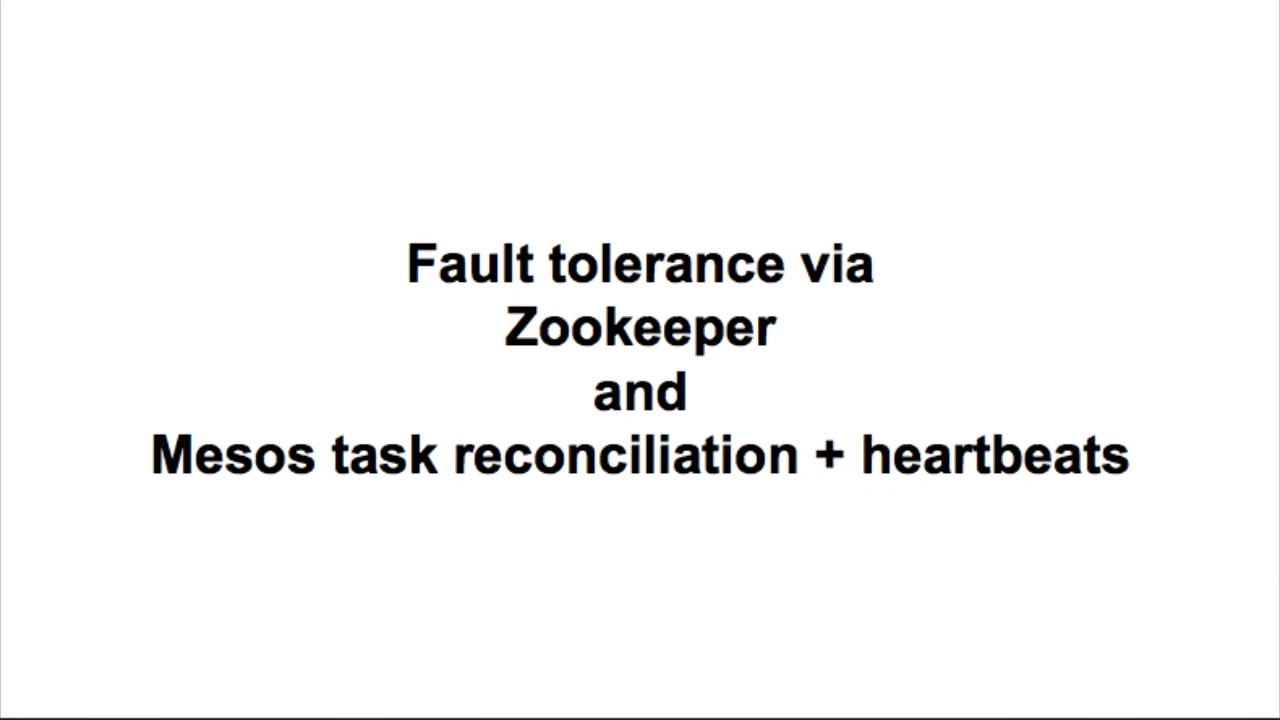 Fault tolerance via
Zookeeper
and
Mesos task reconciliation + heartbeats